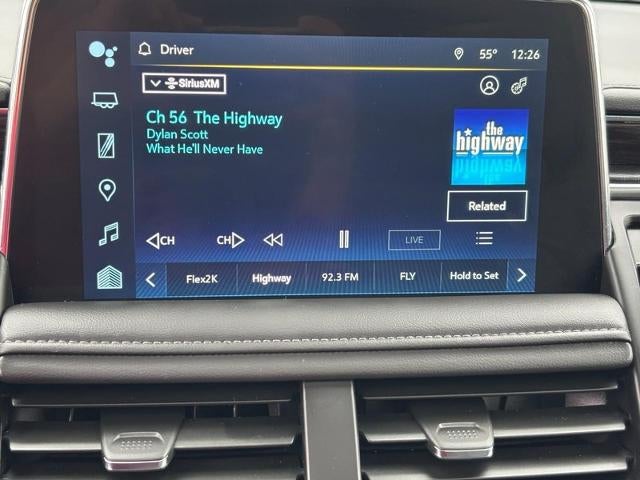 Driver
55° 12:26
SiriusXM
Ch 56 The Highway
Dylan Scott
What He'll Never Have
the
highway
Related
CH CH LIVE
Flex2K Highway 92.3 FM FLY Hold to Set